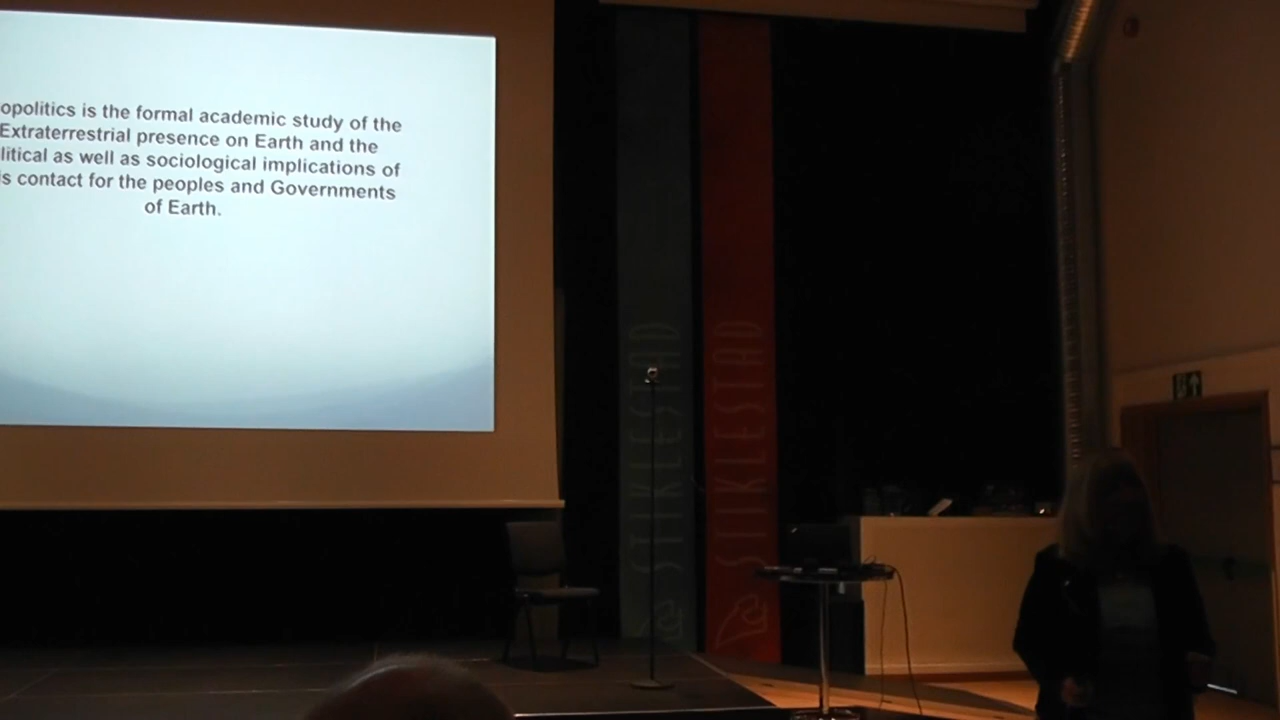 opolitics is the formal academic study of the
Extraterrestrial presence on Earth and the
litical as well as sociological implications of
is contact for the peoples and Governments
of Earth.
STIKLESTAD
STIKLESTAD